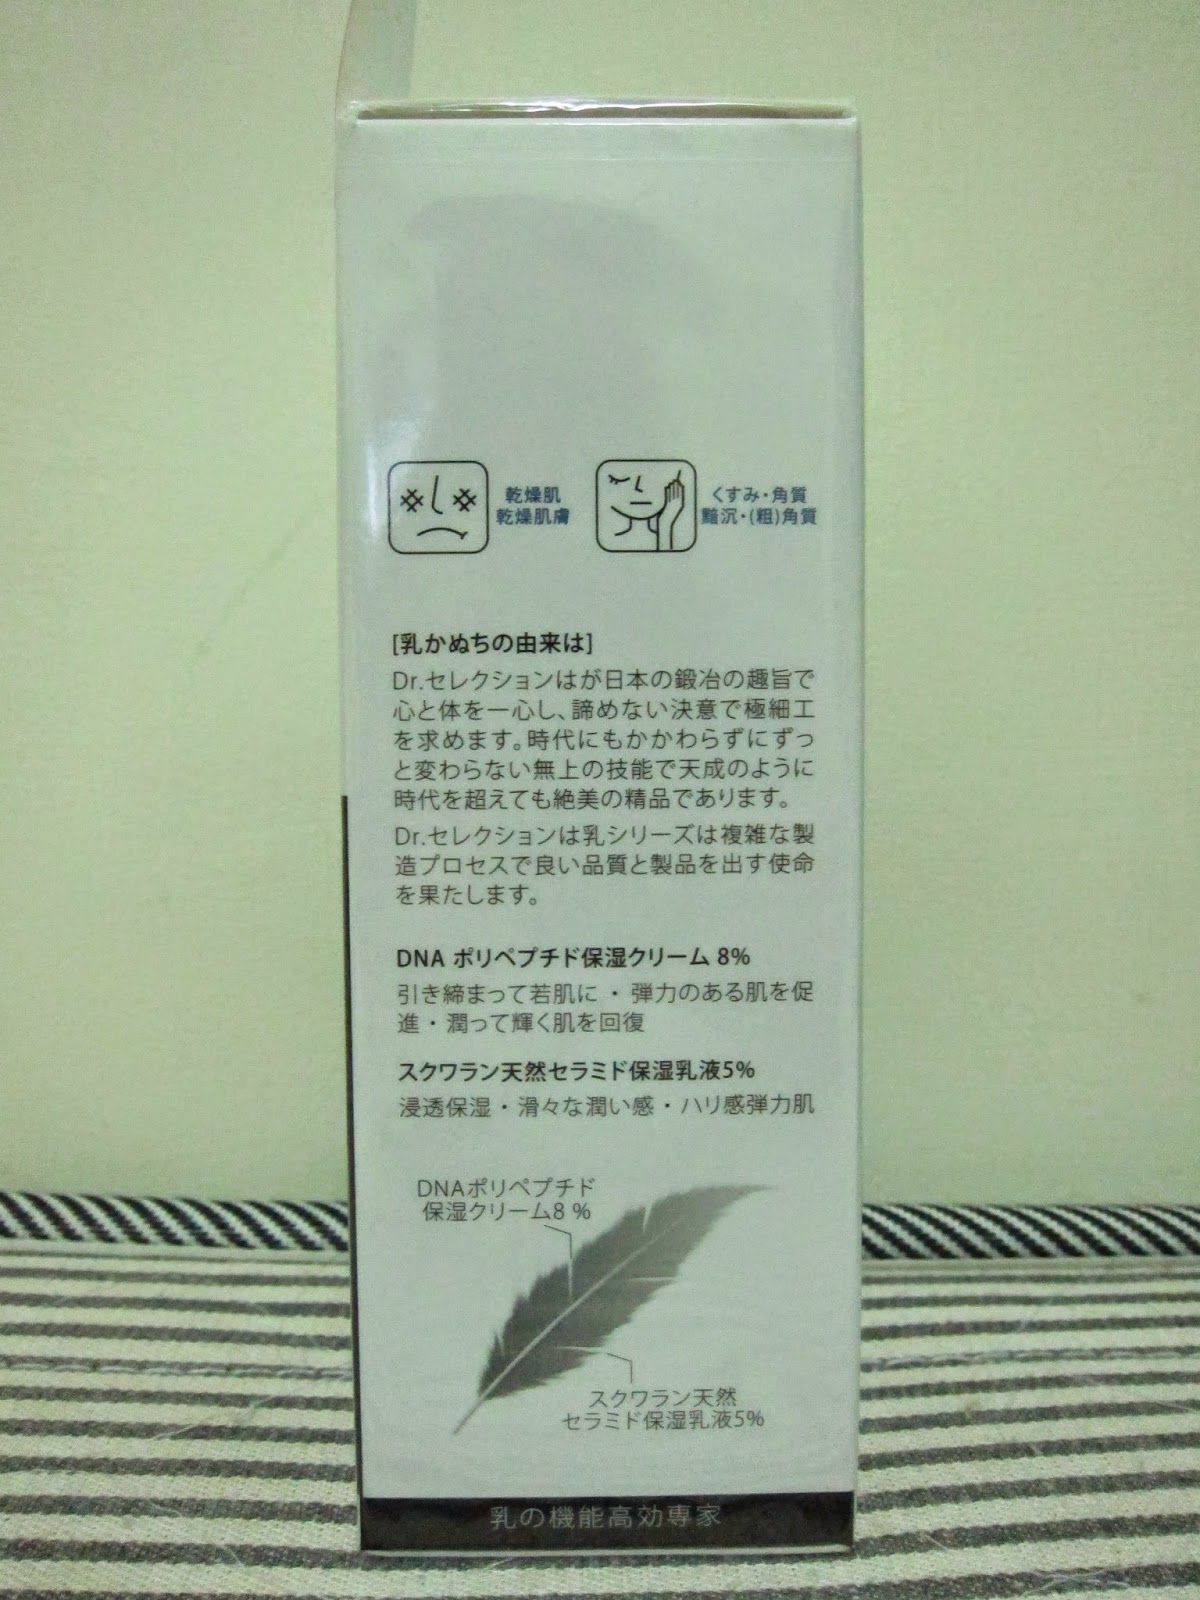 乾燥肌
乾燥肌膚
くすみ・角質
黯沉・(粗)角質
[乳かぬちの由来は]
Dr.セレクションはが日本の鍛冶の趣旨で
心と体を一心し、諦めない決意で極細工
を求めます。時代にもかかわらずにずっ
と変わらない無上の技能で天成のように
時代を超えても絶美の精品であります。
Dr.セレクションは乳シリーズは複雑な製
造プロセスで良い品質と製品を出す使命
を果たします。
DNA ポリペプチド保湿クリーム 8%
引き締まって若肌に ・ 弾力のある肌を促
進・潤って輝く肌を回復
スクワラン天然セラミド保湿乳液5%
浸透保湿・滑々な潤い感・ハリ感弾力肌
DNAポリペプチド
保湿クリーム8 %
スクワラン天然
セラミド保湿乳液5%
乳の機能高効専家